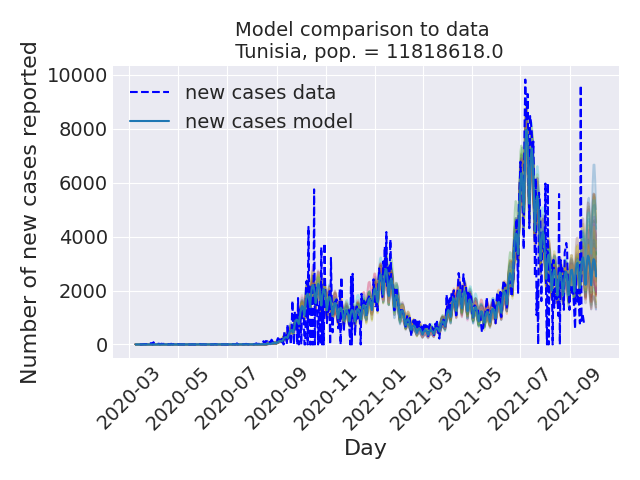 Model comparison to data
Tunisia, pop. = 11818618.0
Number of new cases reported
10000
8000
6000
4000
2000
0
new cases data
new cases model
2020-03
2020-05
2020-07
2020-09
2020-11
2021-01
2021-03
2021-05
2021-07
2021-09
Day